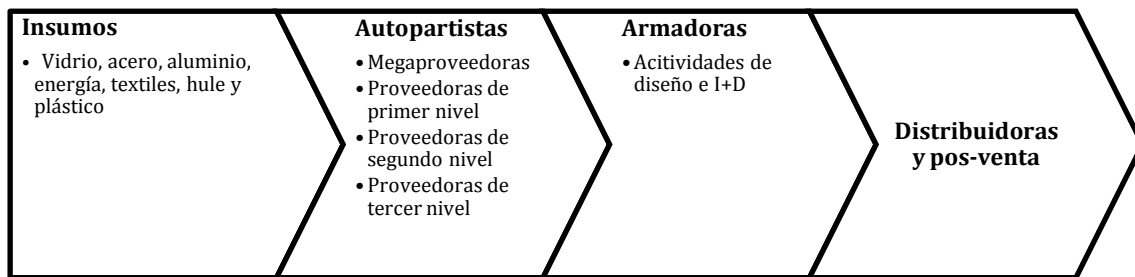 Insumos
• Vidrio, acero, aluminio,
energía, textiles, hule y
plástico
Autopartistas
• Megaproveedoras
• Proveedoras de
primer nivel
• Proveedoras de
segundo nivel
• Proveedoras de
tercer nivel
Armadoras
• Acitividades de
diseño e I+D
Distribuidoras
y pos-venta